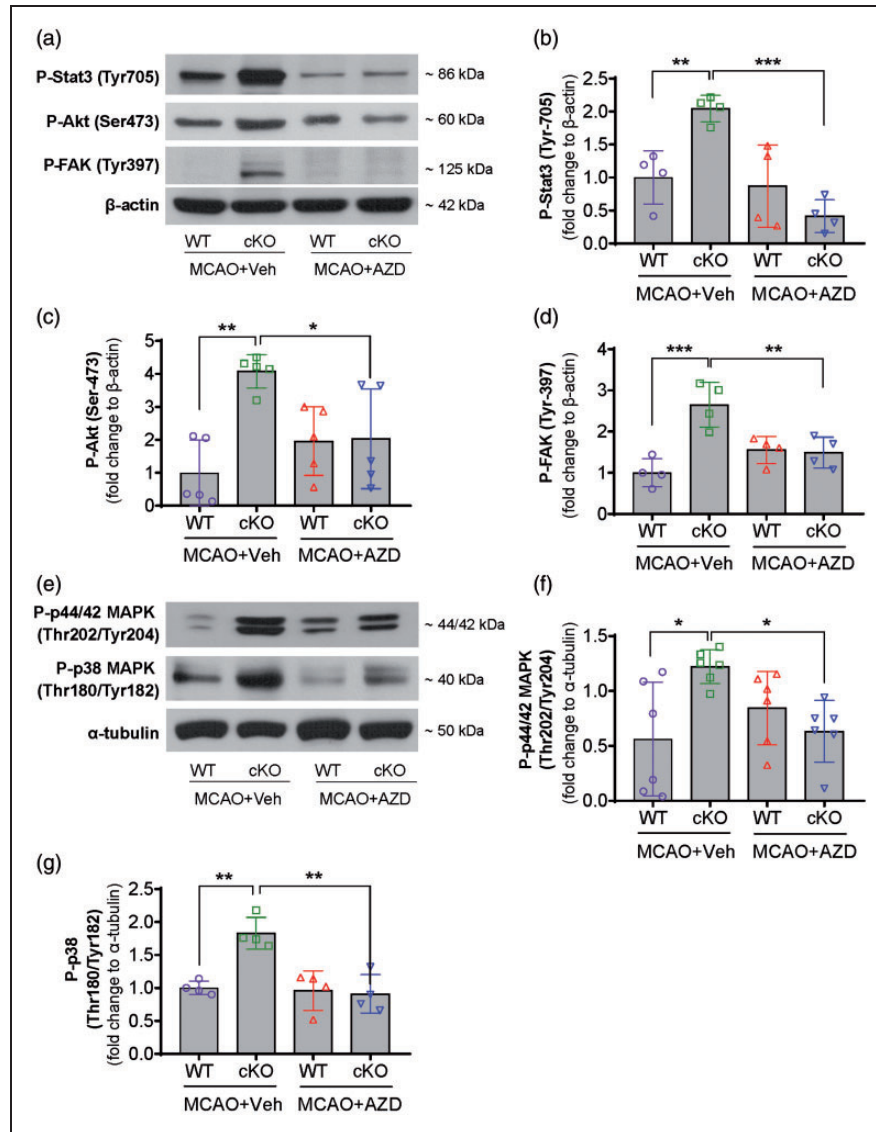 (a)
P-Stat3 (Tyr705)
~ 86 kDa
P-Akt (Ser473)
~ 60 kDa
P-FAK (Tyr397)
~ 125 kDa
β-actin
~ 42 kDa
WT cKO WT cKO
MCAO+Veh MCAO+AZD
(b)
P-Stat3 (Tyr-705)
(fold change to β-actin)
** ***
2.5
2.0
1.5
1.0
0.5
0.0
WT cKO WT cKO
MCAO+Veh MCAO+AZD
(c)
P-Akt (Ser-473)
(fold change to β-actin)
** *
5
4
3
2
1
0
WT cKO WT cKO
MCAO+Veh MCAO+AZD
(d)
P-FAK (Tyr-397)
(fold change to β-actin)
*** **
4
3
2
1
0
WT cKO WT cKO
MCAO+Veh MCAO+AZD
(e)
P-p44/42 MAPK
(Thr202/Tyr204)
~ 44/42 kDa
P-p38 MAPK
(Thr180/Tyr182)
~ 40 kDa
α-tubulin
~ 50 kDa
WT cKO WT cKO
MCAO+Veh MCAO+AZD
(f)
P-p44/42 MAPK
(Thr202/Tyr204)
(fold change to α-tubulin)
* *
1.5
1.0
0.5
0.0
WT cKO WT cKO
MCAO+Veh MCAO+AZD
(g)
P-p38
(Thr180/Tyr182)
(fold change to α-tubulin)
** **
2.5
2.0
1.5
1.0
0.5
0.0
WT cKO WT cKO
MCAO+Veh MCAO+AZD